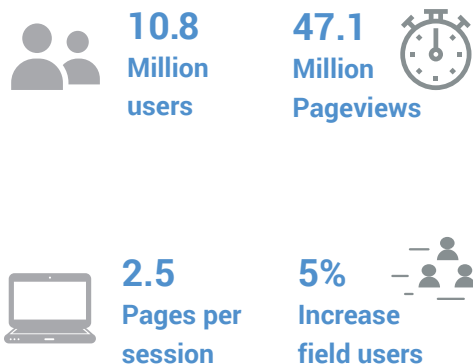 10.8
Million
users
47.1
Million
Pageviews
2.5
Pages per
session
5%
Increase
field users